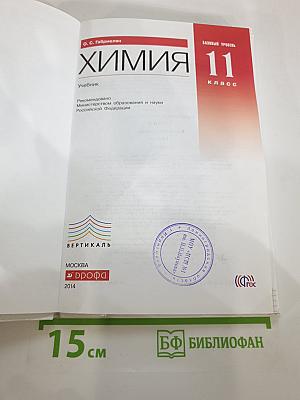 О. С. Габриелян
ХИМИЯ
БАЗОВЫЙ УРОВЕНЬ
11
КЛАСС
Учебник
Рекомендовано
Министерством образования и науки
Российской Федерации
ВЕРТИКАЛЬ
МОСКВА
дрофа
2014
ФГОС
15 см
БФ БИБЛИОФАН